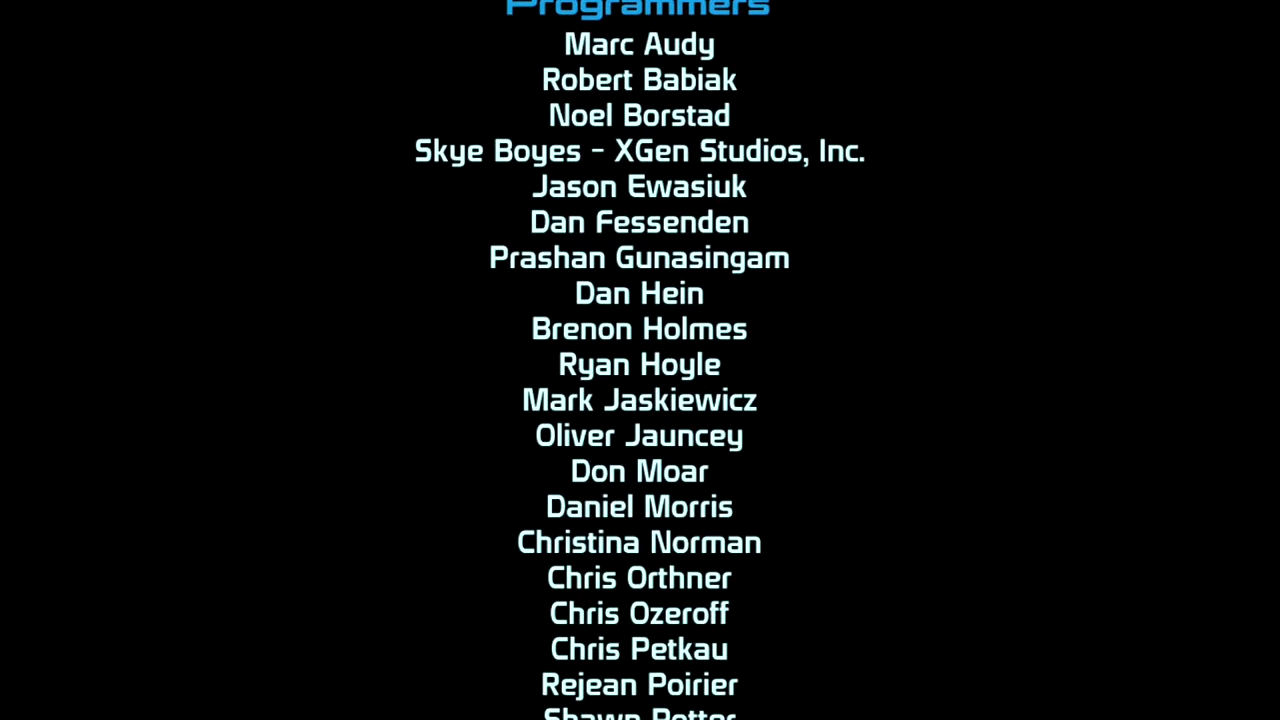 Programmers
Marc Audy
Robert Babiak
Noel Borstad
Skye Boyes - XGen Studios, Inc.
Jason Ewasiuk
Dan Fessenden
Prashan Gunasingam
Dan Hein
Brenon Holmes
Ryan Hoyle
Mark Jaskiewicz
Oliver Jauncey
Don Moar
Daniel Morris
Christina Norman
Chris Orthner
Chris Ozeroff
Chris Petkau
Rejean Poirier
Shawn Potter